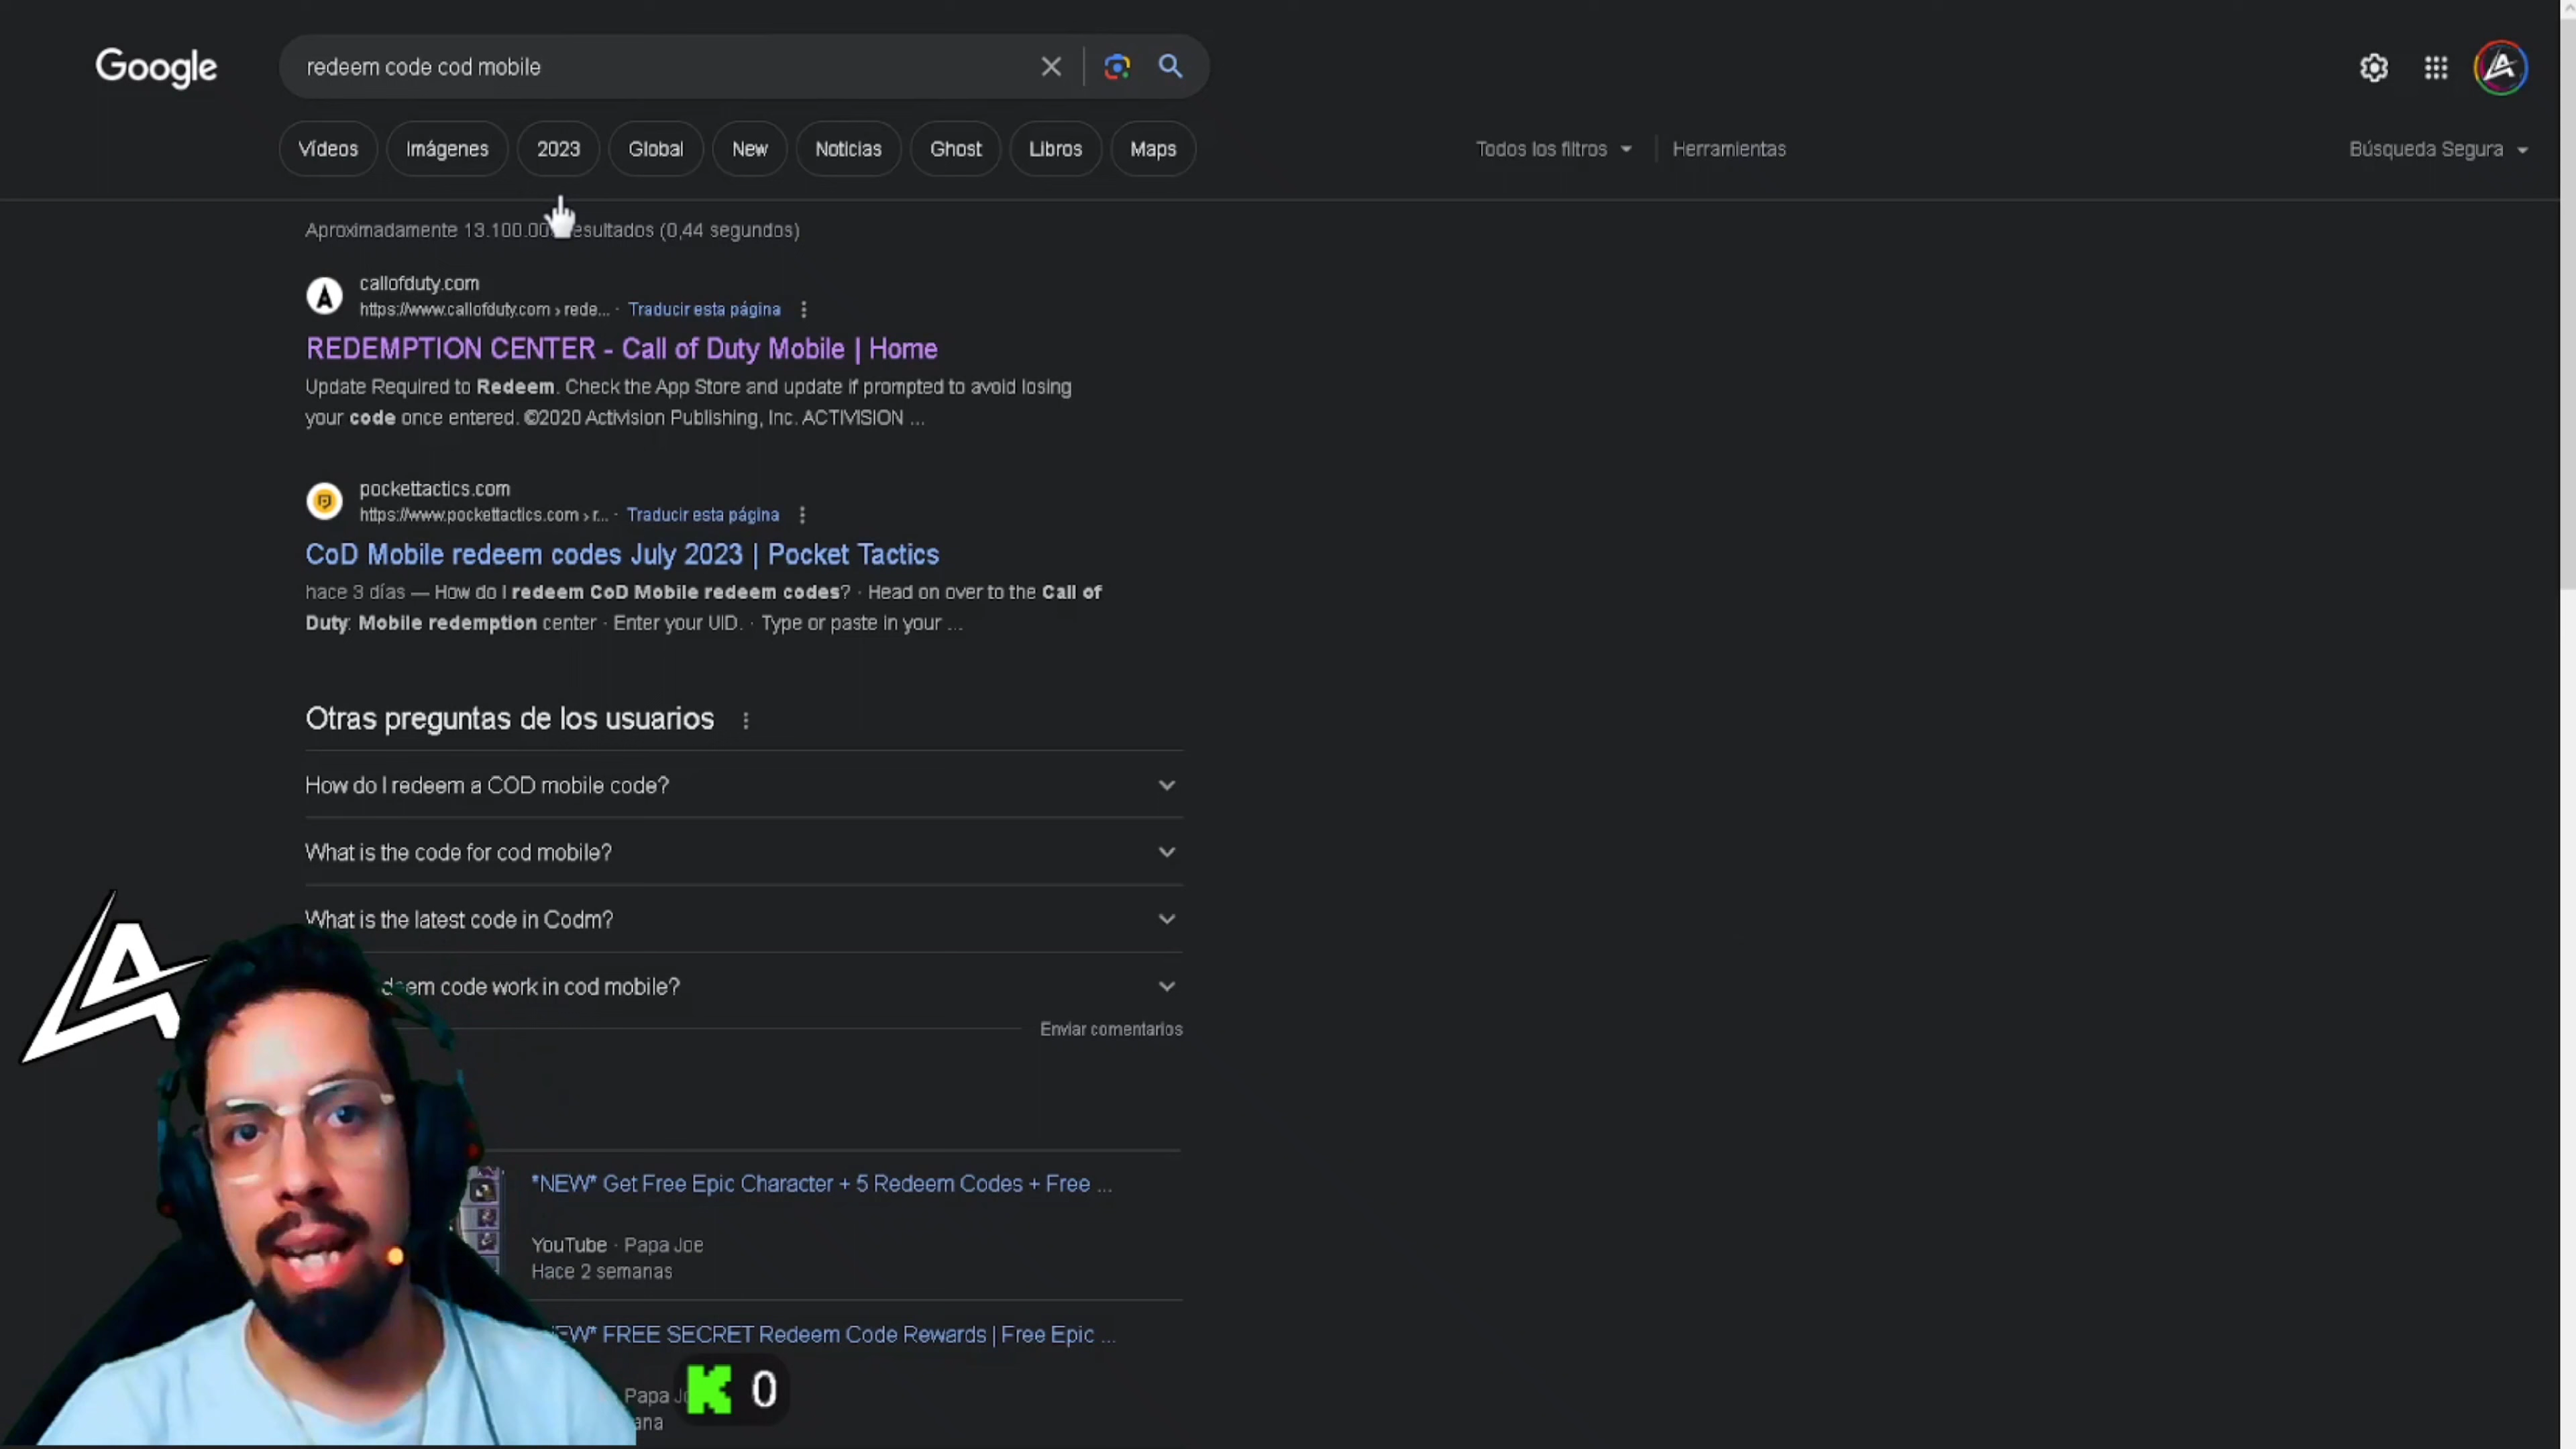 Google
redeem code cod mobile
Vídeos
Imágenes
2023
Global
New
Noticias
Ghost
Libros
Maps
Todos los filtros
Herramientas
Búsqueda Segura
Aproximadamente 13.100.00 resultados (0,44 segundos)
callofduty.com
https://www.callofduty.com › rede... · Traducir esta página
REDEMPTION CENTER - Call of Duty Mobile | Home
Update Required to Redeem. Check the App Store and update if prompted to avoid losing
your code once entered. ©2020 Activision Publishing, Inc. ACTIVISION ...
pockettactics.com
https://www.pockettactics.com › r... · Traducir esta página
CoD Mobile redeem codes July 2023 | Pocket Tactics
hace 3 días — How do I redeem CoD Mobile redeem codes? · Head on over to the Call of
Duty: Mobile redemption center · Enter your UID. · Type or paste in your ...
Otras preguntas de los usuarios
How do I redeem a COD mobile code?
What is the code for cod mobile?
What is the latest code in Codm?
deem code work in cod mobile?
Enviar comentarios
*NEW* Get Free Epic Character + 5 Redeem Codes + Free ...
YouTube · Papa Joe
Hace 2 semanas
EW* FREE SECRET Redeem Code Rewards | Free Epic ...
Papa Jo
ana
K 0